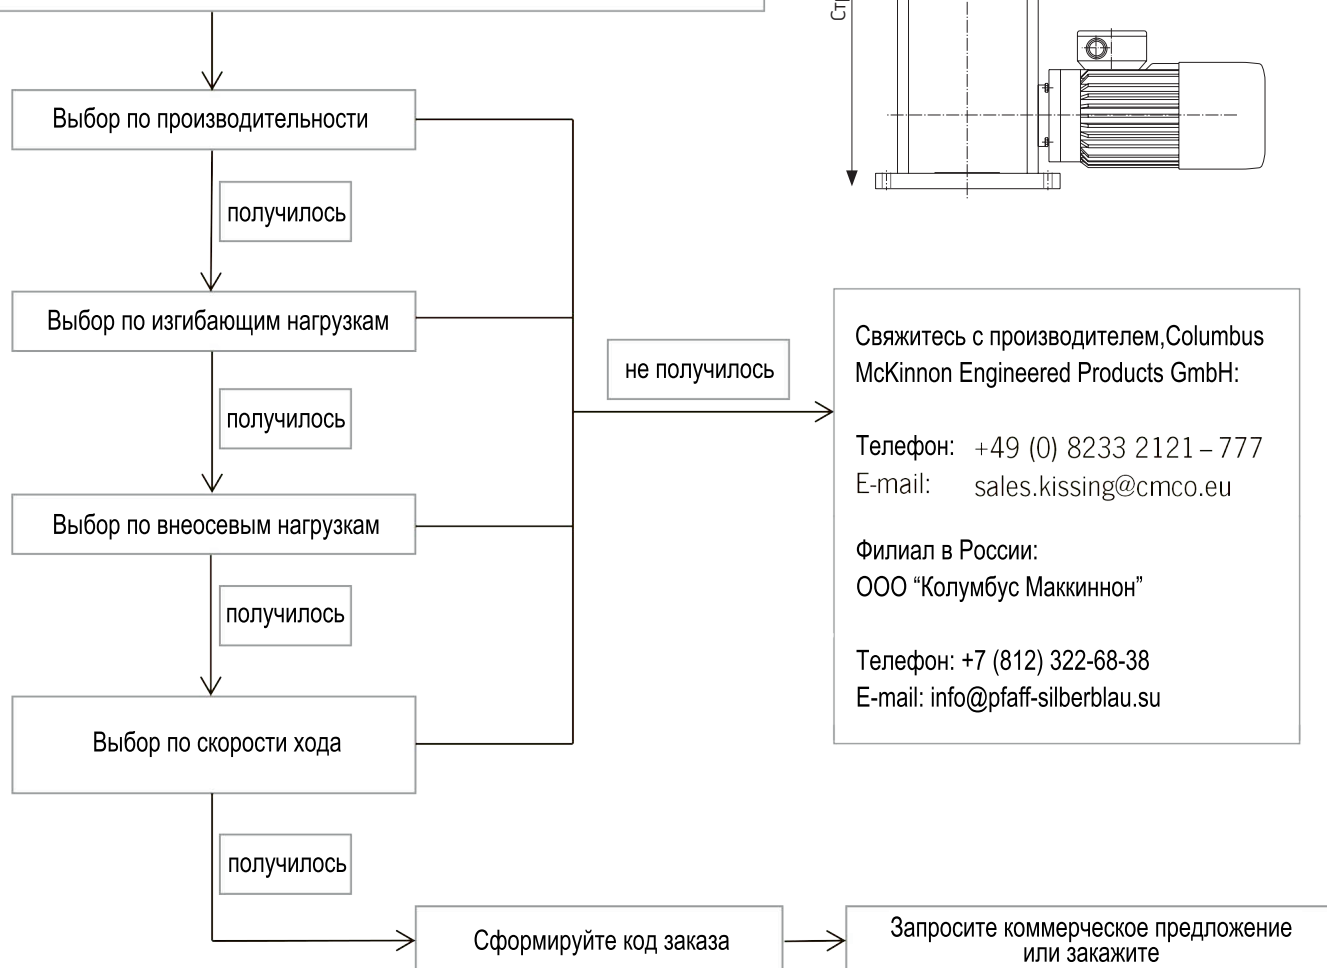 Ст
Выбор по производительности
получилось
Выбор по изгибающим нагрузкам
получилось
Выбор по внеосевым нагрузкам
получилось
Выбор по скорости хода
получилось
не получилось
Свяжитесь с производителем,Columbus
McKinnon Engineered Products GmbH:
Телефон: +49 (0) 8233 2121 – 777
E-mail: sales.kissing@cmco.eu
Филиал в России:
ООО “Колумбус Маккиннон”
Телефон: +7 (812) 322-68-38
E-mail: info@pfaff-silberblau.su
Сформируйте код заказа
Запросите коммерческое предложение
или закажите